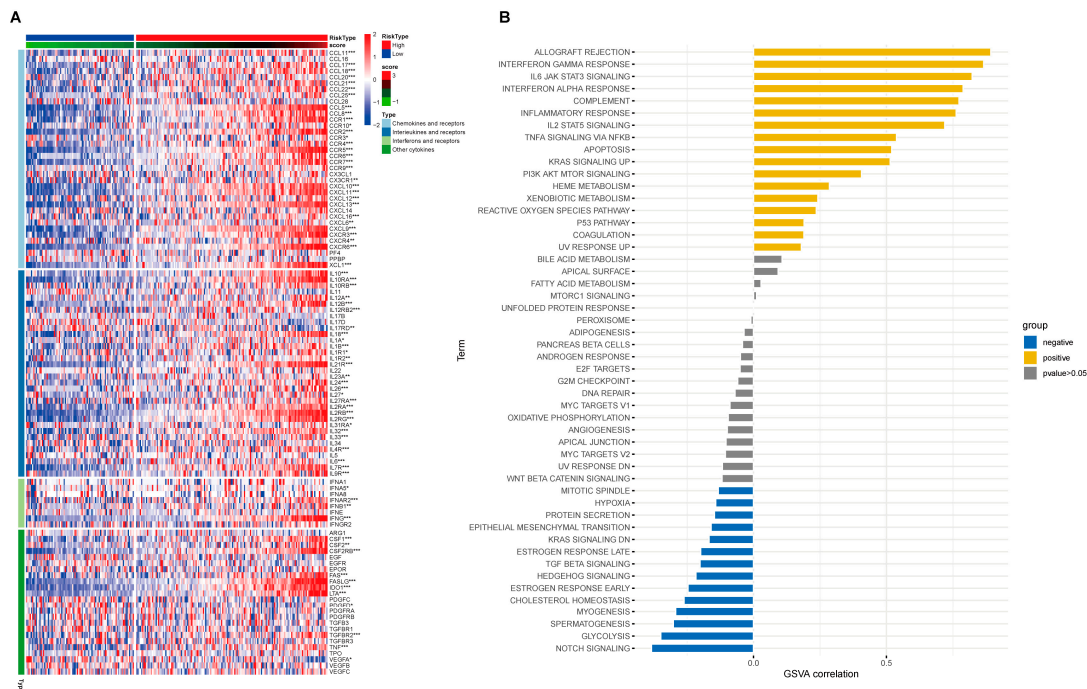 A
B
RiskType
score
CCL11***
CCL16
CCL17***
CCL18***
CCL20***
CCL21***
CCL22***
CCL25***
CCL28
CCL5***
CCL8***
CCR1***
CCR10*
CCR2***
CCR3*
CCR4***
CCR5***
CCR6***
CCR7***
CCR9***
CX3CL1
CX3CR1**
CXCL10***
CXCL11***
CXCL12***
CXCL13***
CXCL14
CXCL16***
CXCL6**
CXCL9***
CXCR3***
CXCR4**
CXCR6***
PF4
PPBP
XCL1***
IL10***
IL10RA***
IL10RB***
IL11
IL12A**
IL12B***
IL12RB2***
IL17B
IL17D
IL17RD**
IL18***
IL1A*
IL1B***
IL1R1*
IL1R2**
IL21R***
IL22
IL23A**
IL24***
IL26***
IL27*
IL27RA***
IL2RA***
IL2RB***
IL2RG***
IL31RA*
IL32***
IL33***
IL34
IL4R***
IL5
IL6***
IL7R***
IL9R***
IFNA1
IFNA5*
IFNA8
IFNAR2***
IFNB1**
IFNE
IFNG***
IFNGR2
ARG1
CSF1***
CSF2**
CSF2RB***
EGF
EGFR
EPOR
FAS***
FASLG***
IDO1***
LTA***
PDGFC
PDGFD*
PDGFRA
PDGFRB
TGFB3
TGFBR1
TGFBR2***
TGFBR3
TNF***
TPO
VEGFA*
VEGFB
VEGFC
2
1
0
−1
−2
RiskType
High
Low
score
3
−1
Type
Chemokines and receptors
Interieukines and receptors
Interferons and receptors
Other cytokines
Term
ALLOGRAFT REJECTION
INTERFERON GAMMA RESPONSE
IL6 JAK STAT3 SIGNALING
INTERFERON ALPHA RESPONSE
COMPLEMENT
INFLAMMATORY RESPONSE
IL2 STAT5 SIGNALING
TNFA SIGNALING VIA NFKB
APOPTOSIS
KRAS SIGNALING UP
PI3K AKT MTOR SIGNALING
HEME METABOLISM
XENOBIOTIC METABOLISM
REACTIVE OXYGEN SPECIES PATHWAY
P53 PATHWAY
COAGULATION
UV RESPONSE UP
BILE ACID METABOLISM
APICAL SURFACE
FATTY ACID METABOLISM
MTORC1 SIGNALING
UNFOLDED PROTEIN RESPONSE
PEROXISOME
ADIPOGENESIS
PANCREAS BETA CELLS
ANDROGEN RESPONSE
E2F TARGETS
G2M CHECKPOINT
DNA REPAIR
MYC TARGETS V1
OXIDATIVE PHOSPHORYLATION
ANGIOGENESIS
APICAL JUNCTION
MYC TARGETS V2
UV RESPONSE DN
WNT BETA CATENIN SIGNALING
MITOTIC SPINDLE
HYPOXIA
PROTEIN SECRETION
EPITHELIAL MESENCHYMAL TRANSITION
KRAS SIGNALING DN
ESTROGEN RESPONSE LATE
TGF BETA SIGNALING
HEDGEHOG SIGNALING
ESTROGEN RESPONSE EARLY
CHOLESTEROL HOMEOSTASIS
MYOGENESIS
SPERMATOGENESIS
GLYCOLYSIS
NOTCH SIGNALING
0.0
0.5
GSVA correlation
group
negative
positive
pvalue>0.05